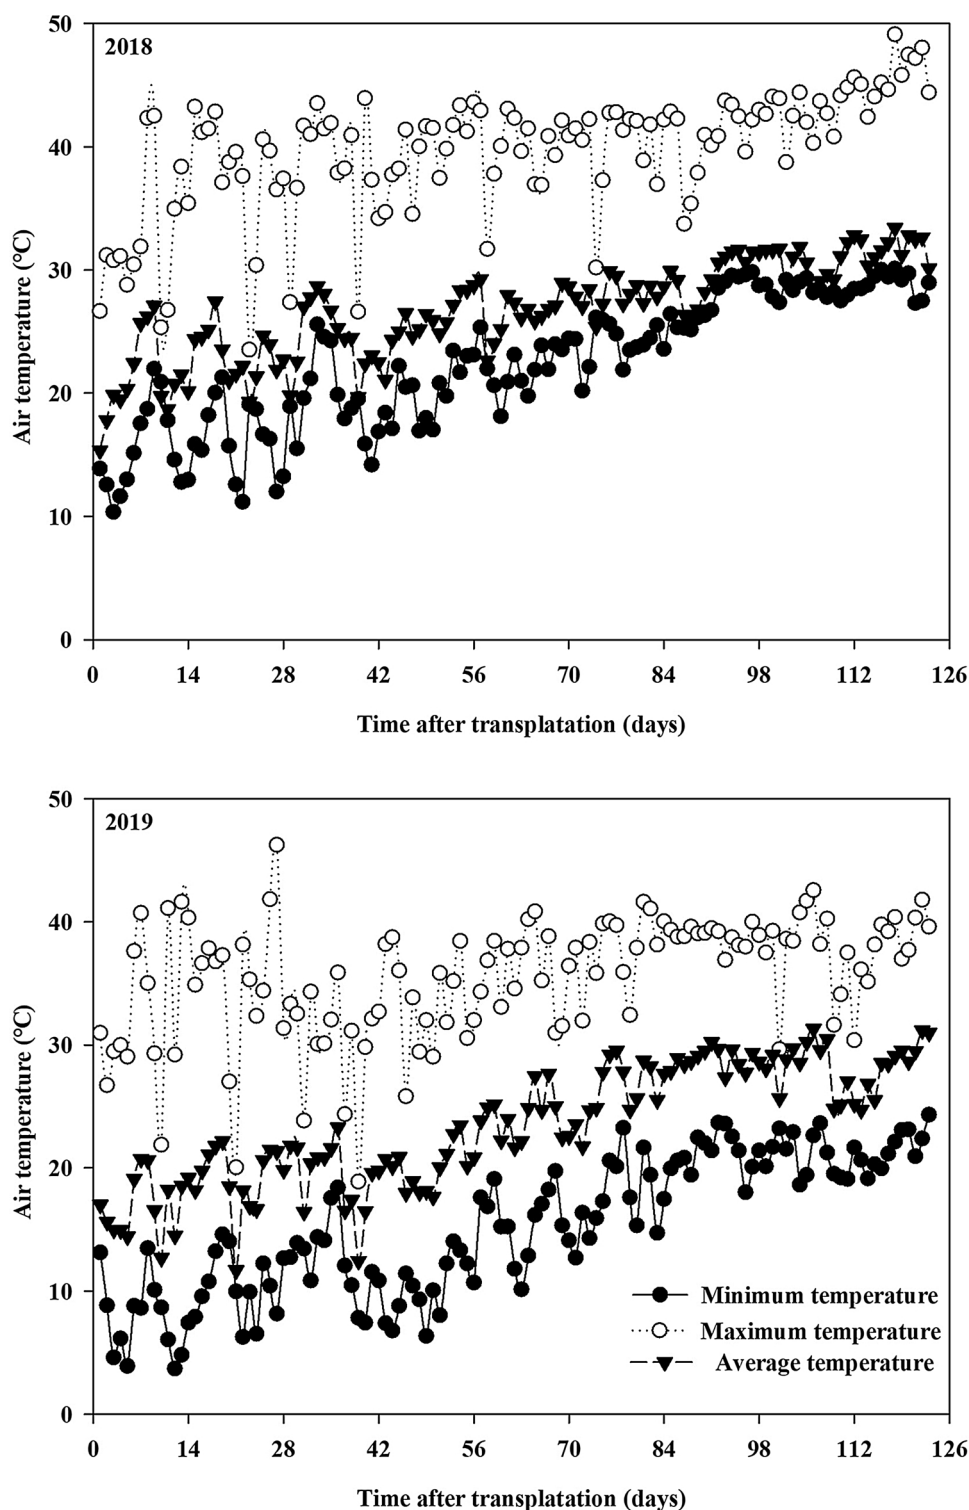 50
2018
40
30
20
10
0
Air temperature (°C)
0 14 28 42 56 70 84 98 112 126
Time after transplatation (days)
50
2019
40
30
20
10
0
Air temperature (°C)
Minimum temperature
Maximum temperature
Average temperature
0 14 28 42 56 70 84 98 112 126
Time after transplatation (days)